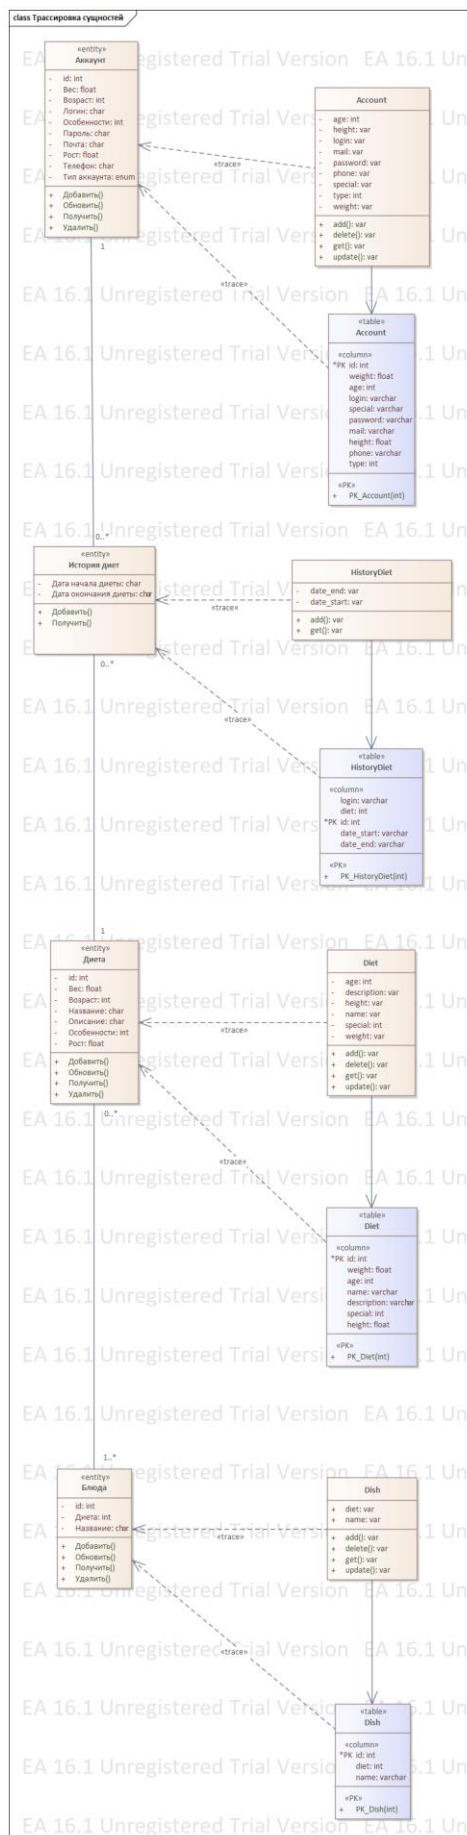 class Трассировка сущностей
«entity»
Аккаунт
- id: int
- Вес: float
- Возраст: int
- Логин: char
- Особенности: int
- Пароль: char
- Почта: char
- Рост: float
- Телефон: char
- Тип аккаунта: enum
+ Добавить()
+ Обновить()
+ Получить()
+ Удалить()
Account
- age: int
- height: var
- login: var
- mail: var
- password: var
- phone: var
- special: var
- type: int
- weight: var
+ add(): var
+ delete(): var
+ get(): var
+ update(): var
«trace»
«trace»
1
«table»
Account
«column»
*PK id: int
weight: float
age: int
login: varchar
special: varchar
password: varchar
mail: varchar
height: float
phone: varchar
type: int
«PK»
+ PK_Account(int)
0..*
«entity»
История диет
- Дата начала диеты: char
- Дата окончания диеты: char
+ Добавить()
+ Получить()
HistoryDiet
- date_end: var
- date_start: var
+ add(): var
+ get(): var
«trace»
0..*
«trace»
«table»
HistoryDiet
«column»
login: varchar
diet: int
*PK id: int
date_start: varchar
date_end: varchar
«PK»
+ PK_HistoryDiet(int)
1
«entity»
Диета
- id: int
- Вес: float
- Возраст: int
- Название: char
- Описание: char
- Особенности: int
- Рост: float
+ Добавить()
+ Обновить()
+ Получить()
+ Удалить()
Diet
- age: int
- description: var
- height: var
- name: var
- special: int
- weight: var
+ add(): var
+ delete(): var
+ get(): var
+ update(): var
«trace»
0..*
«trace»
«table»
Diet
«column»
*PK id: int
weight: float
age: int
name: varchar
description: varchar
special: int
height: float
«PK»
+ PK_Diet(int)
1..*
«entity»
Блюда
- id: int
- Диета: int
- Название: char
+ Добавить()
+ Обновить()
+ Получить()
+ Удалить()
Dish
+ diet: var
+ name: var
+ add(): var
+ delete(): var
+ get(): var
+ update(): var
«trace»
«trace»
«table»
Dish
«column»
*PK id: int
diet: int
name: varchar
«PK»
+ PK_Dish(int)
EA 16.1 Unregistered Trial Version EA 16.1 Un